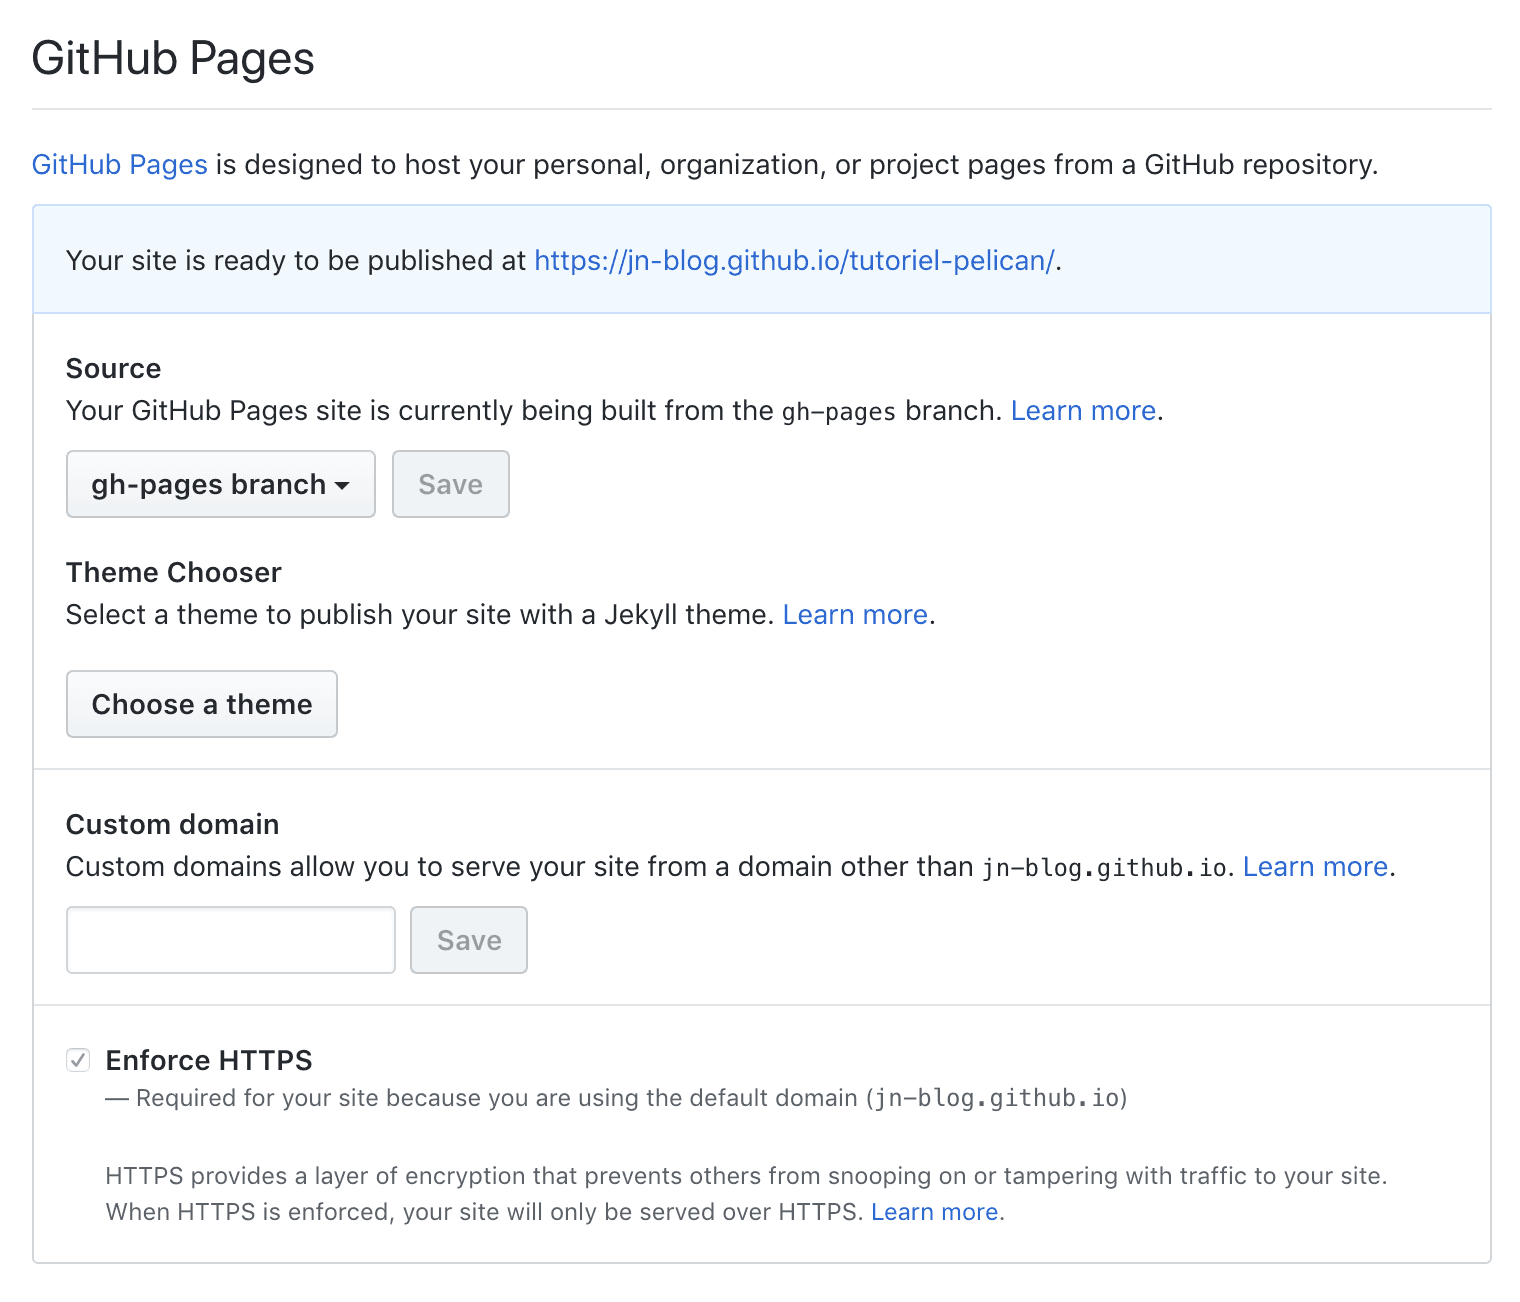 GitHub Pages
GitHub Pages is designed to host your personal, organization, or project pages from a GitHub repository.
Your site is ready to be published at https://jn-blog.github.io/tutoriel-pelican/.
Source
Your GitHub Pages site is currently being built from the gh-pages branch. Learn more.
gh-pages branch Save
Theme Chooser
Select a theme to publish your site with a Jekyll theme. Learn more.
Choose a theme
Custom domain
Custom domains allow you to serve your site from a domain other than jn-blog.github.io. Learn more.
Save
Enforce HTTPS
— Required for your site because you are using the default domain (jn-blog.github.io)
HTTPS provides a layer of encryption that prevents others from snooping on or tampering with traffic to your site.
When HTTPS is enforced, your site will only be served over HTTPS. Learn more.